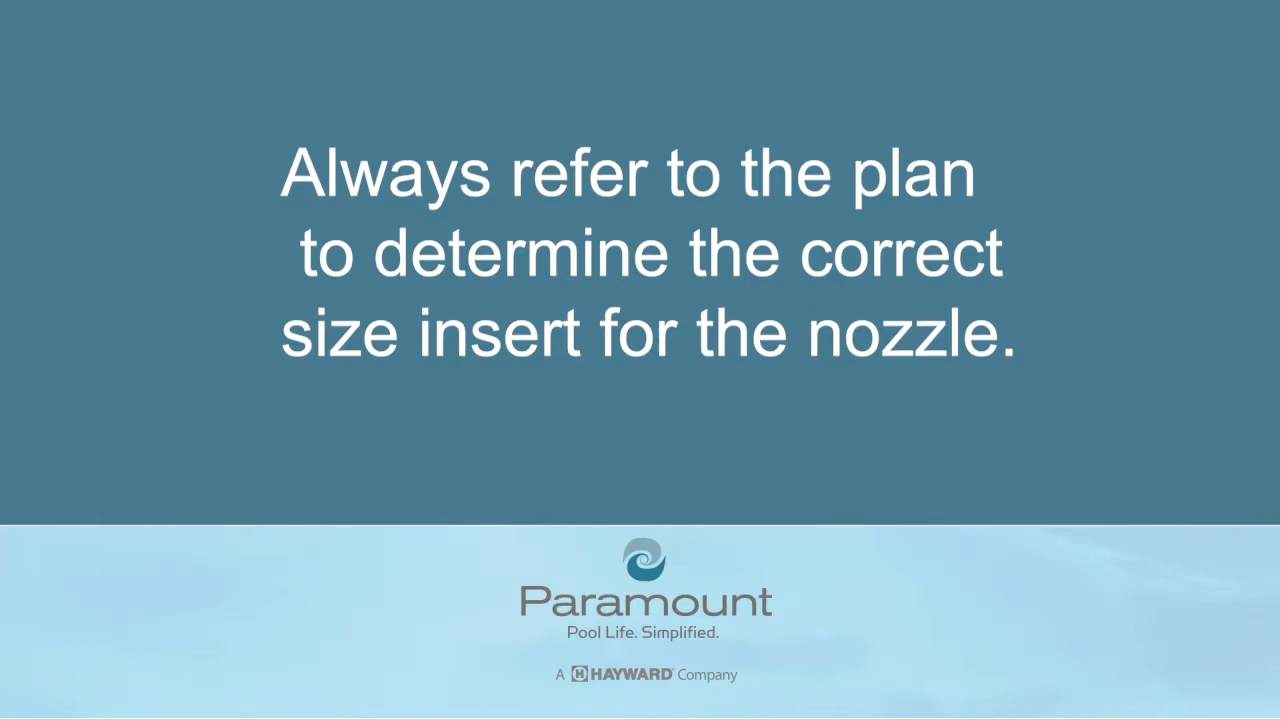 Always refer to the plan
to determine the correct
size insert for the nozzle.
Paramount
Pool Life. Simplified.
A H HAYWARD Company